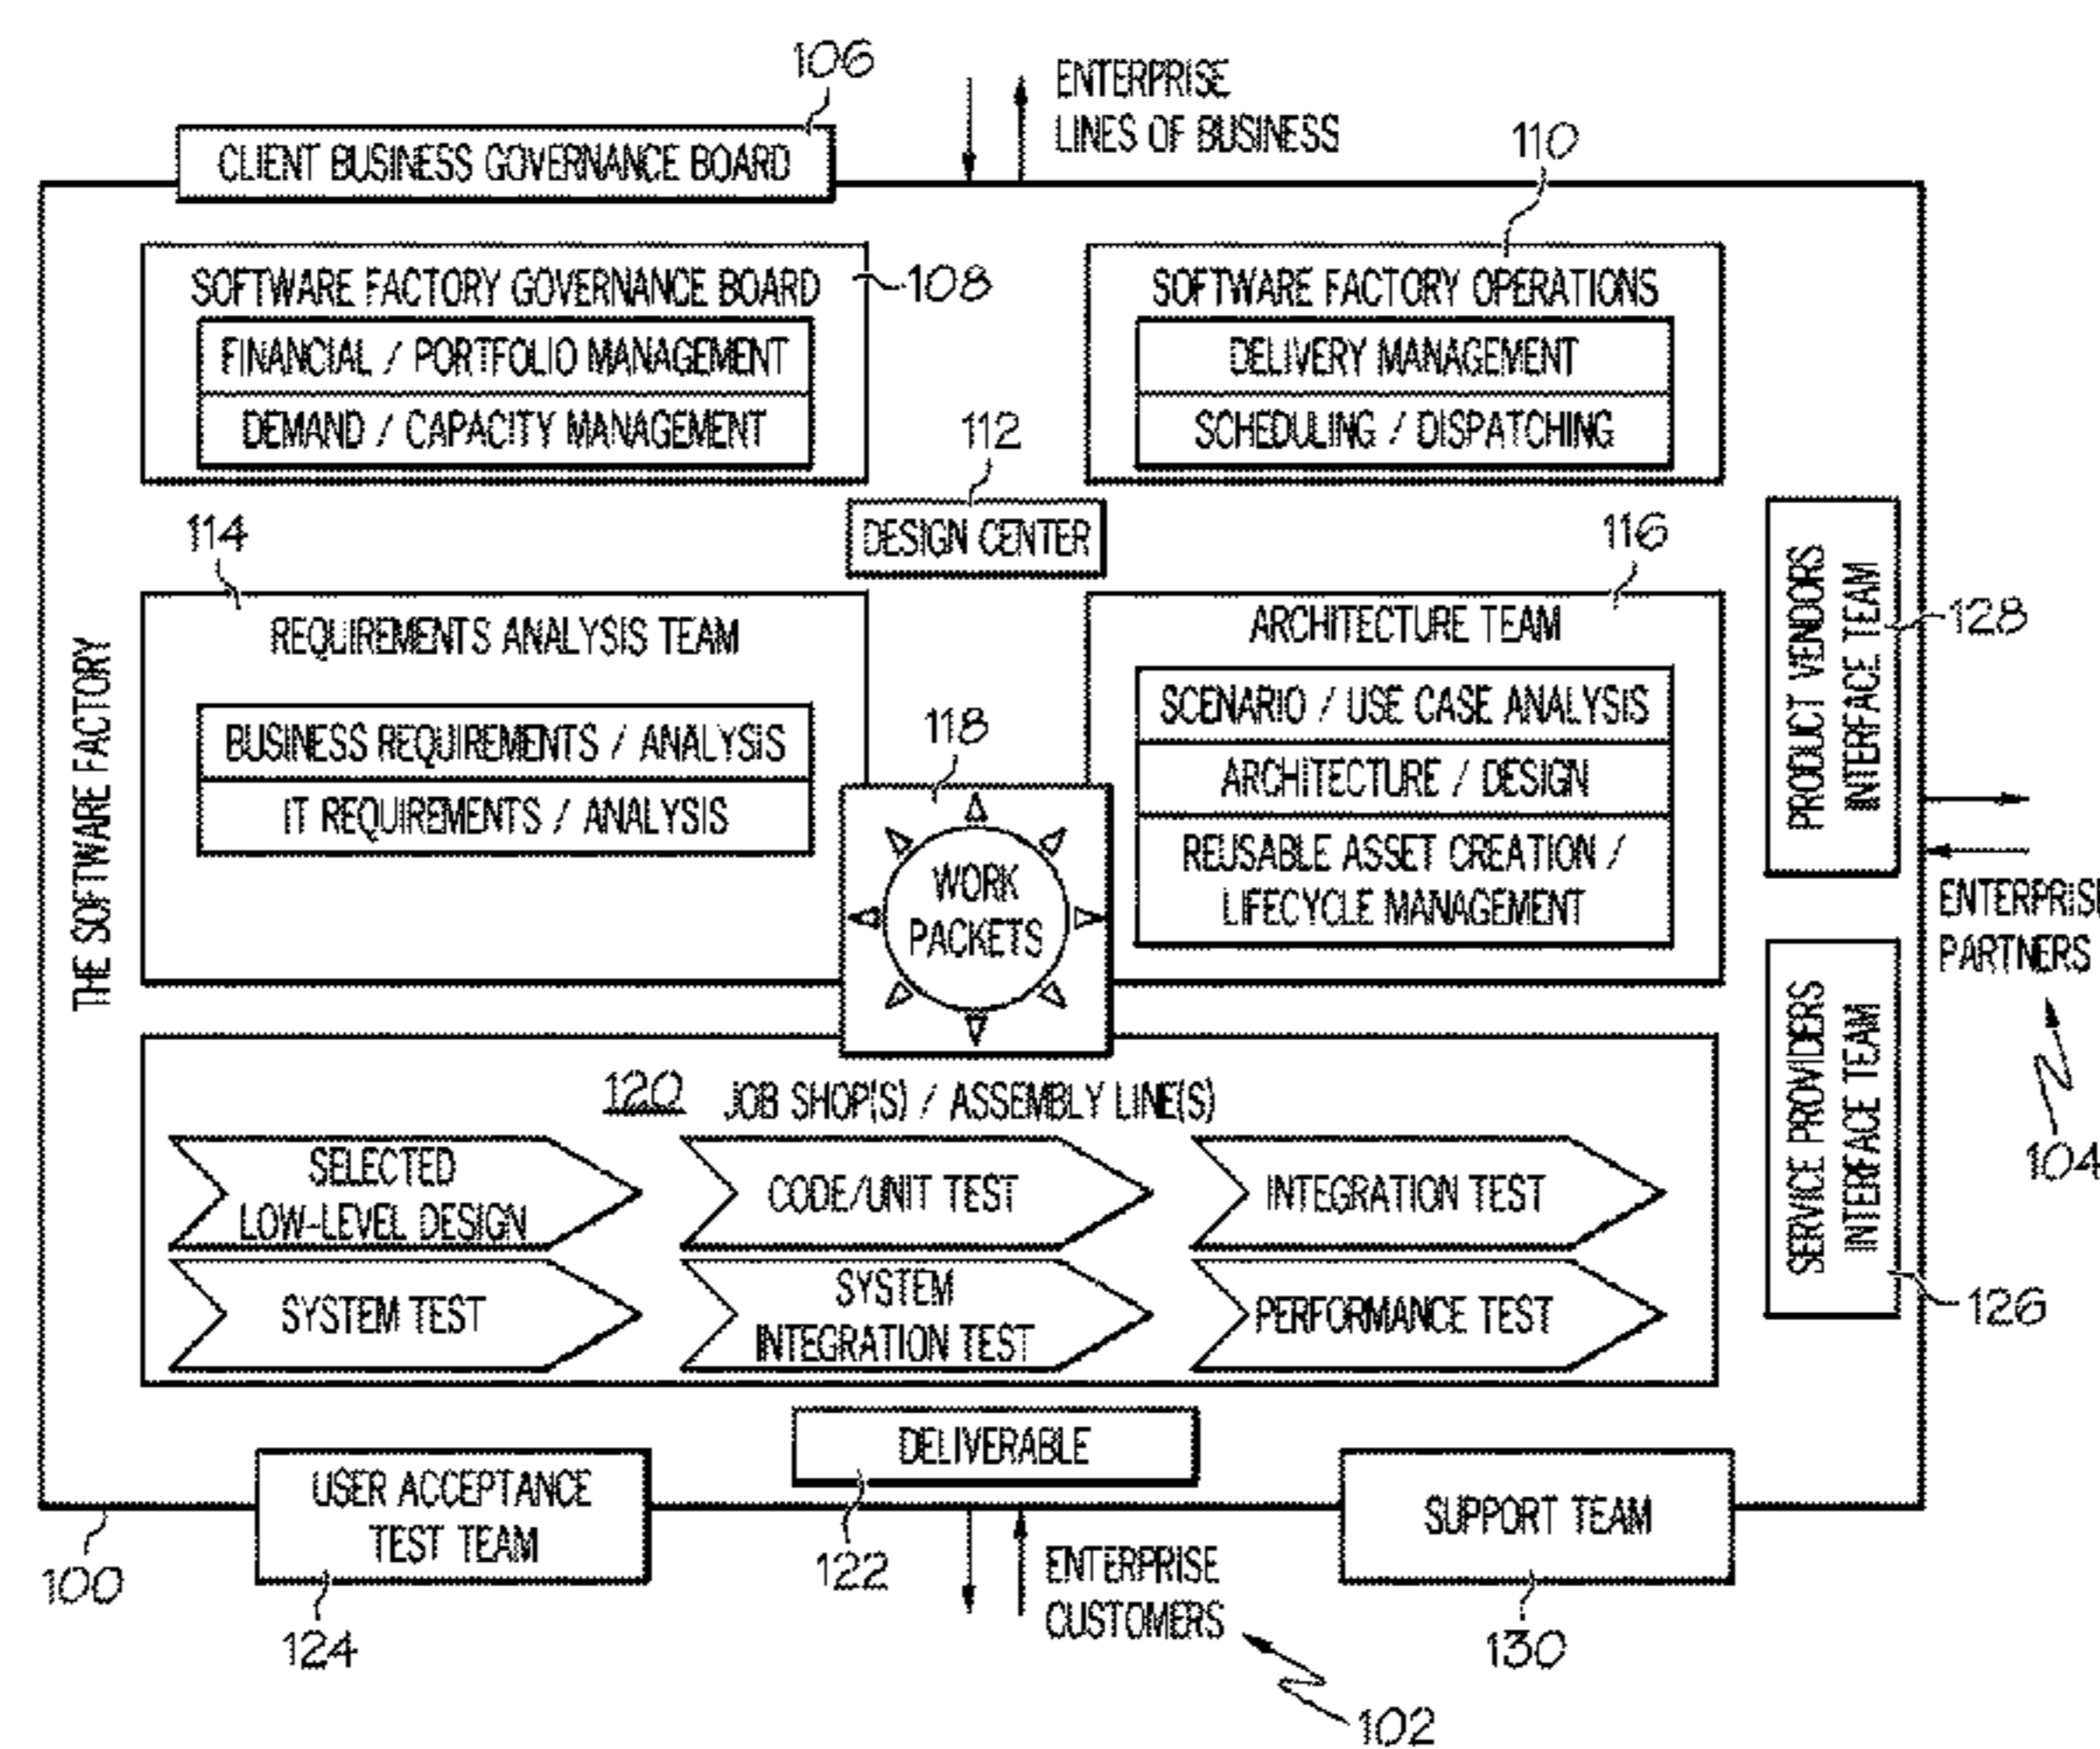 106
ENTERPRISE
LINES OF BUSINESS
110
CLIENT BUSINESS GOVERNANCE BOARD
SOFTWARE FACTORY GOVERNANCE BOARD
108
FINANCIAL / PORTFOLIO MANAGEMENT
DEMAND / CAPACITY MANAGEMENT
SOFTWARE FACTORY OPERATIONS
DELIVERY MANAGEMENT
SCHEDULING / DISPATCHING
112
DESIGN CENTER
114
REQUIREMENTS ANALYSIS TEAM
BUSINESS REQUIREMENTS / ANALYSIS
IT REQUIREMENTS / ANALYSIS
116
ARCHITECTURE TEAM
SCENARIO / USE CASE ANALYSIS
ARCHITECTURE / DESIGN
REUSABLE ASSET CREATION /
LIFECYCLE MANAGEMENT
118
WORK
PACKETS
THE SOFTWARE FACTORY
PRODUCT VENDORS
INTERFACE TEAM
128
ENTERPRIS
PARTNERS
104
SERVICE PROVIDERS
INTERFACE TEAM
126
120 JOB SHOP(S) / ASSEMBLY LINE(S)
SELECTED
LOW-LEVEL DESIGN
CODE/UNIT TEST
INTEGRATION TEST
SYSTEM TEST
SYSTEM
INTEGRATION TEST
PERFORMANCE TEST
DELIVERABLE
122
USER ACCEPTANCE
TEST TEAM
124
100
ENTERPRISE
CUSTOMERS
102
SUPPORT TEAM
130